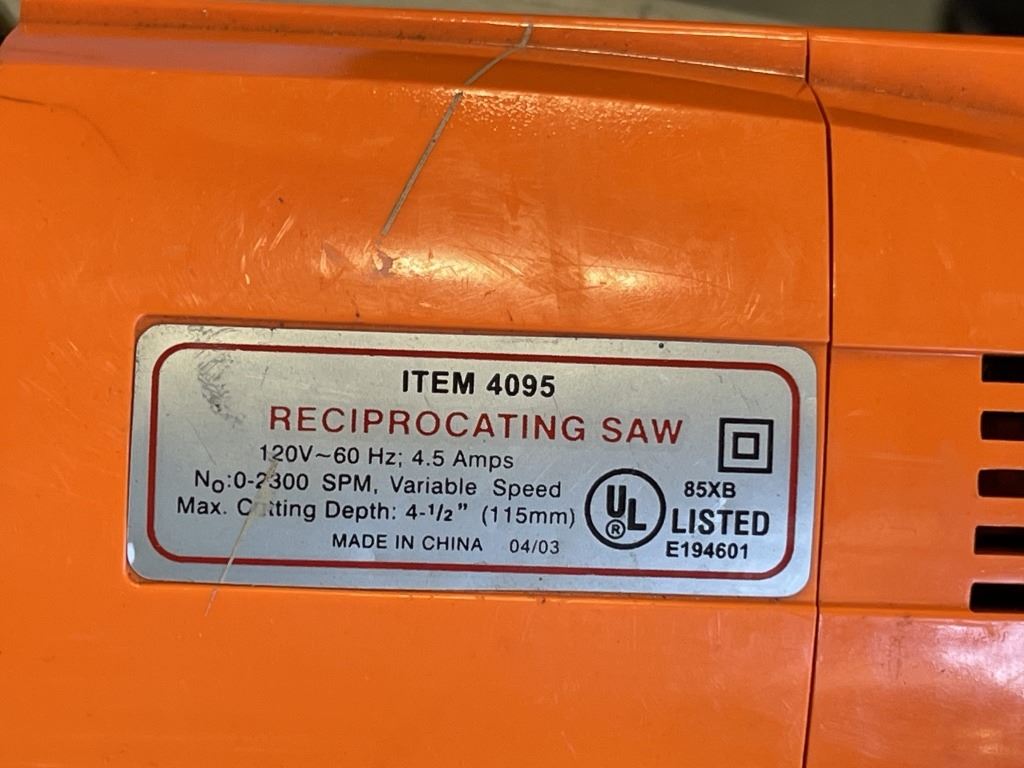 ITEM 4095
RECIPROCATING SAW
120V~60 Hz; 4.5 Amps
No:0-2300 SPM, Variable Speed
Max. Cutting Depth: 4-1/2" (115mm)
MADE IN CHINA 04/03
UL
®
85XB
LISTED
E194601